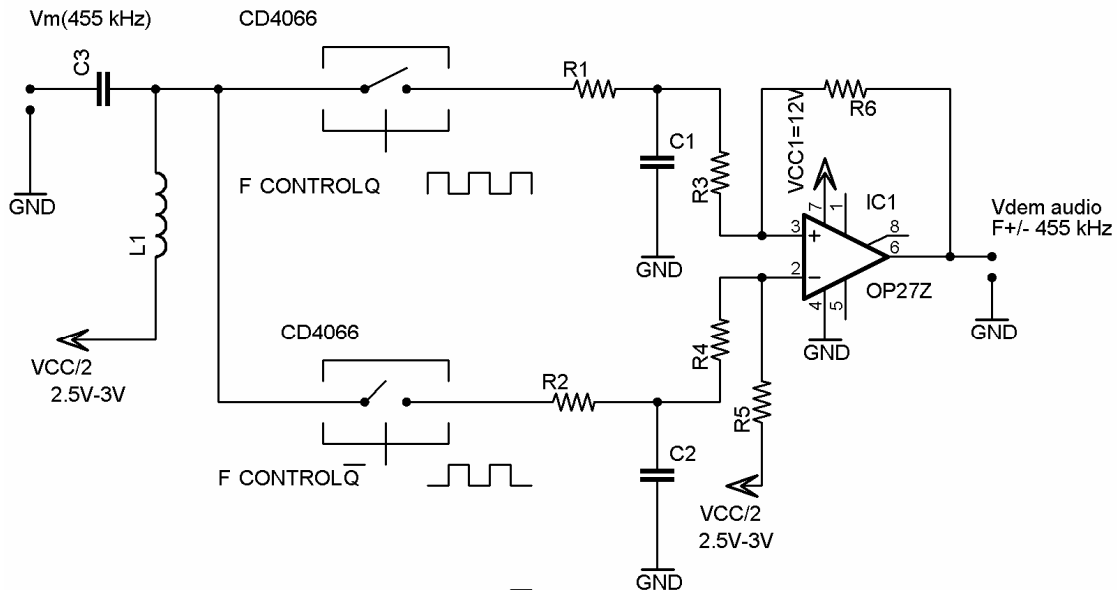 Vm(455 kHz)
CD4066
C3
R1
R6
VCC1=12V
C1
R3
GND
F CONTROLQ
L1
7
1
IC1
3
+
8
6
2
-
4
5
OP27Z
Vdem audio
F+/- 455 kHz
GND
GND
GND
CD4066
VCC/2
2.5V-3V
R2
R4
R5
F CONTROLQ̅
C2
VCC/2
2.5V-3V
GND